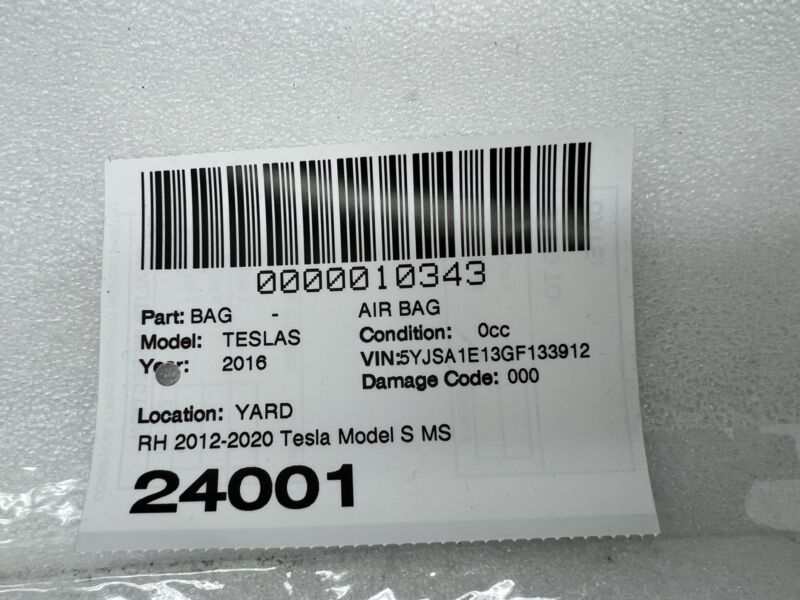 0000010343
Part: BAG - AIR BAG
Model: TESLAS Condition: 0cc
Year: 2016 VIN:5YJSA1E13GF133912
Damage Code: 000
Location: YARD
RH 2012-2020 Tesla Model S MS
24001